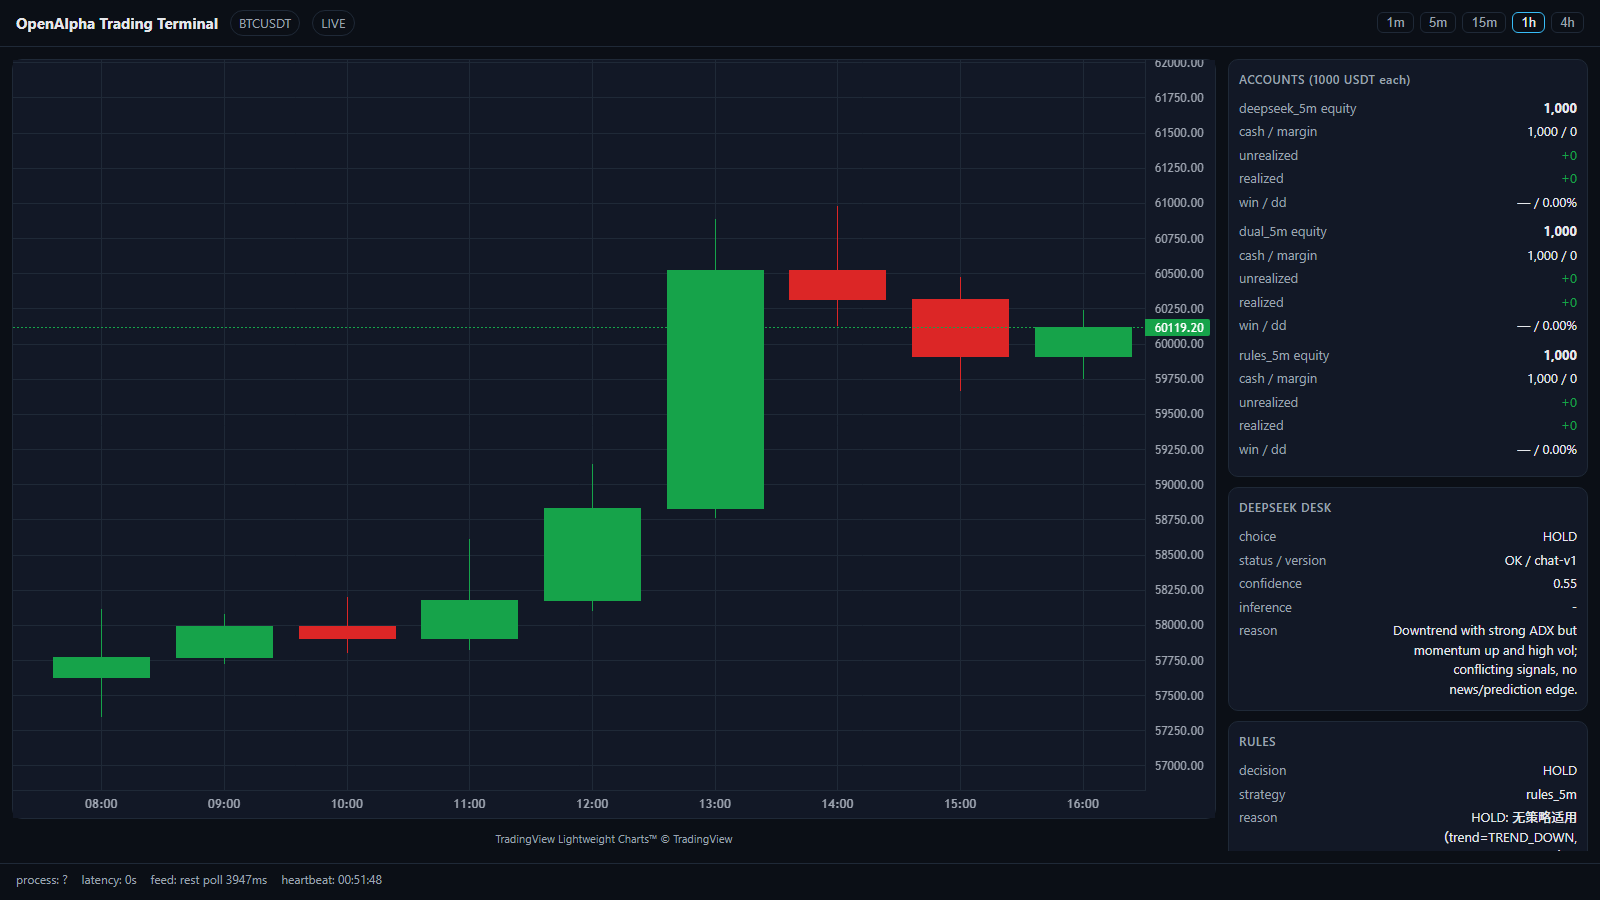 OpenAlpha Trading Terminal BTCUSDT LIVE
1m 5m 15m 1h 4h
62000.00
61750.00
61500.00
61250.00
61000.00
60750.00
60500.00
60250.00
60119.20
60000.00
59750.00
59500.00
59250.00
59000.00
58750.00
58500.00
58250.00
58000.00
57750.00
57500.00
57250.00
57000.00
08:00 09:00 10:00 11:00 12:00 13:00 14:00 15:00 16:00
TradingView Lightweight Charts™ © TradingView
ACCOUNTS (1000 USDT each)
deepseek_5m equity 1,000
cash / margin 1,000 / 0
unrealized +0
realized +0
win / dd — / 0.00%
dual_5m equity 1,000
cash / margin 1,000 / 0
unrealized +0
realized +0
win / dd — / 0.00%
rules_5m equity 1,000
cash / margin 1,000 / 0
unrealized +0
realized +0
win / dd — / 0.00%
DEEPSEEK DESK
choice HOLD
status / version OK / chat-v1
confidence 0.55
inference -
reason Downtrend with strong ADX but
momentum up and high vol;
conflicting signals, no
news/prediction edge.
RULES
decision HOLD
strategy rules_5m
reason HOLD: 无策略适用
(trend=TREND_DOWN,
process: ? latency: 0s feed: rest poll 3947ms heartbeat: 00:51:48